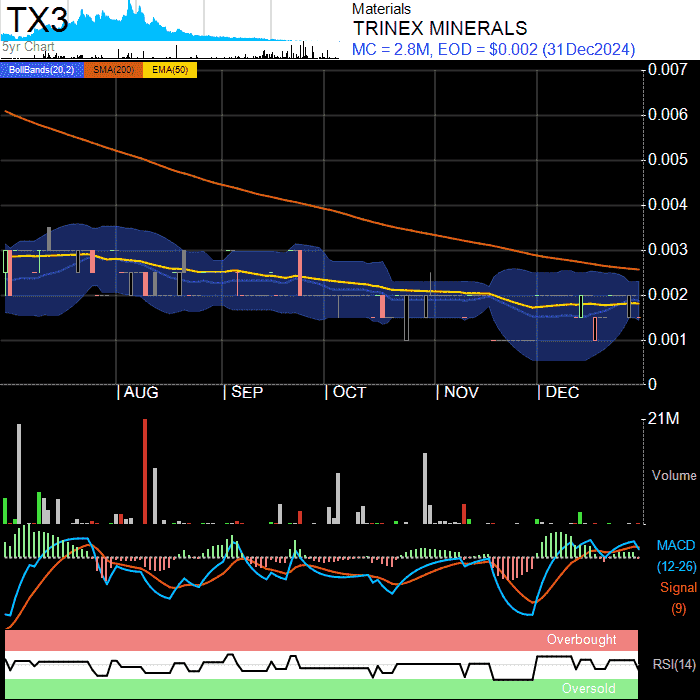 TX3
5yr Chart
Materials
TRINEX MINERALS
MC = 2.8M, EOD = $0.002 (31Dec2024)
BollBands(20,2) SMA(200) EMA(50)
0.007
0.006
0.005
0.004
0.003
0.002
0.001
0
AUG SEP OCT NOV DEC
21M
Volume
MACD
(12-26)
Signal
(9)
Overbought
RSI(14)
Oversold